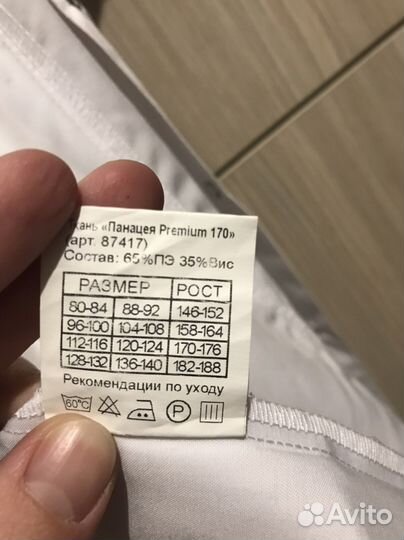 Ткань «Панацея Premium 170»
(арт. 87417)
Состав: 65%ПЭ 35%Вис
РАЗМЕР РОСТ
80-84 88-92 146-152
96-100 104-108 158-164
112-116 120-124 170-176
128-132 136-140 182-188
Рекомендации по уходу
60°C P
Avito